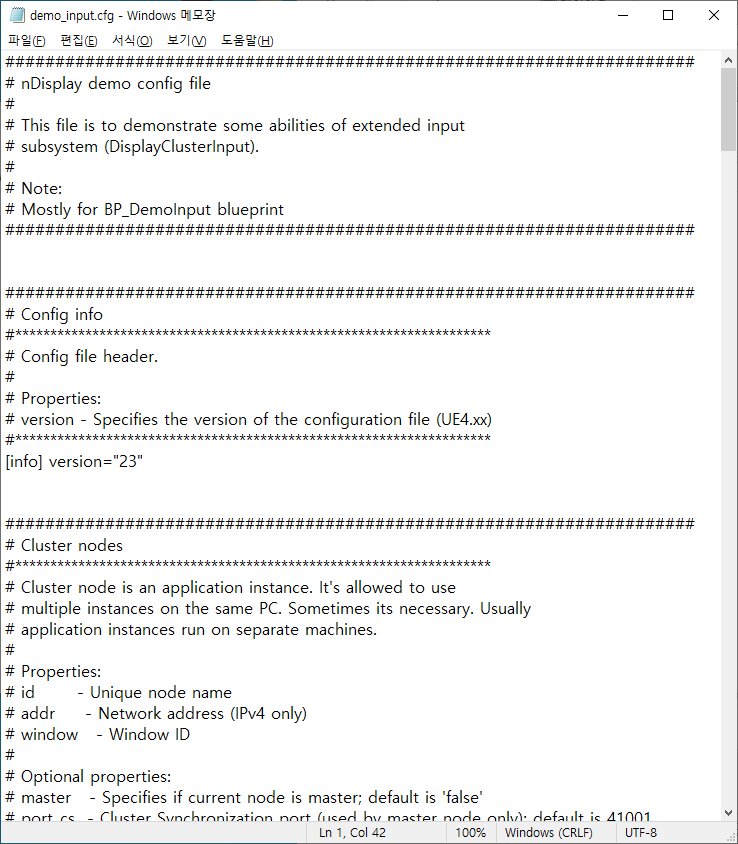 demo_input.cfg - Windows 메모장
파일(F) 편집(E) 서식(O) 보기(V) 도움말(H)
#####################################################################
# nDisplay demo config file
#
# This file is to demonstrate some abilities of extended input
# subsystem (DisplayClusterInput).
#
# Note:
# Mostly for BP_DemoInput blueprint
#####################################################################
#####################################################################
# Config info
#********************************************************************
# Config file header.
#
# Properties:
# version - Specifies the version of the configuration file (UE4.xx)
#********************************************************************
[info] version="23"
#####################################################################
# Cluster nodes
#********************************************************************
# Cluster node is an application instance. It's allowed to use
# multiple instances on the same PC. Sometimes its necessary. Usually
# application instances run on separate machines.
#
# Properties:
# id - Unique node name
# addr - Network address (IPv4 only)
# window - Window ID
#
# Optional properties:
# master - Specifies if current node is master; default is 'false'
# port_cs - Cluster Synchronization port (used by master node only); default is 41001
Ln 1, Col 42 100% Windows (CRLF) UTF-8